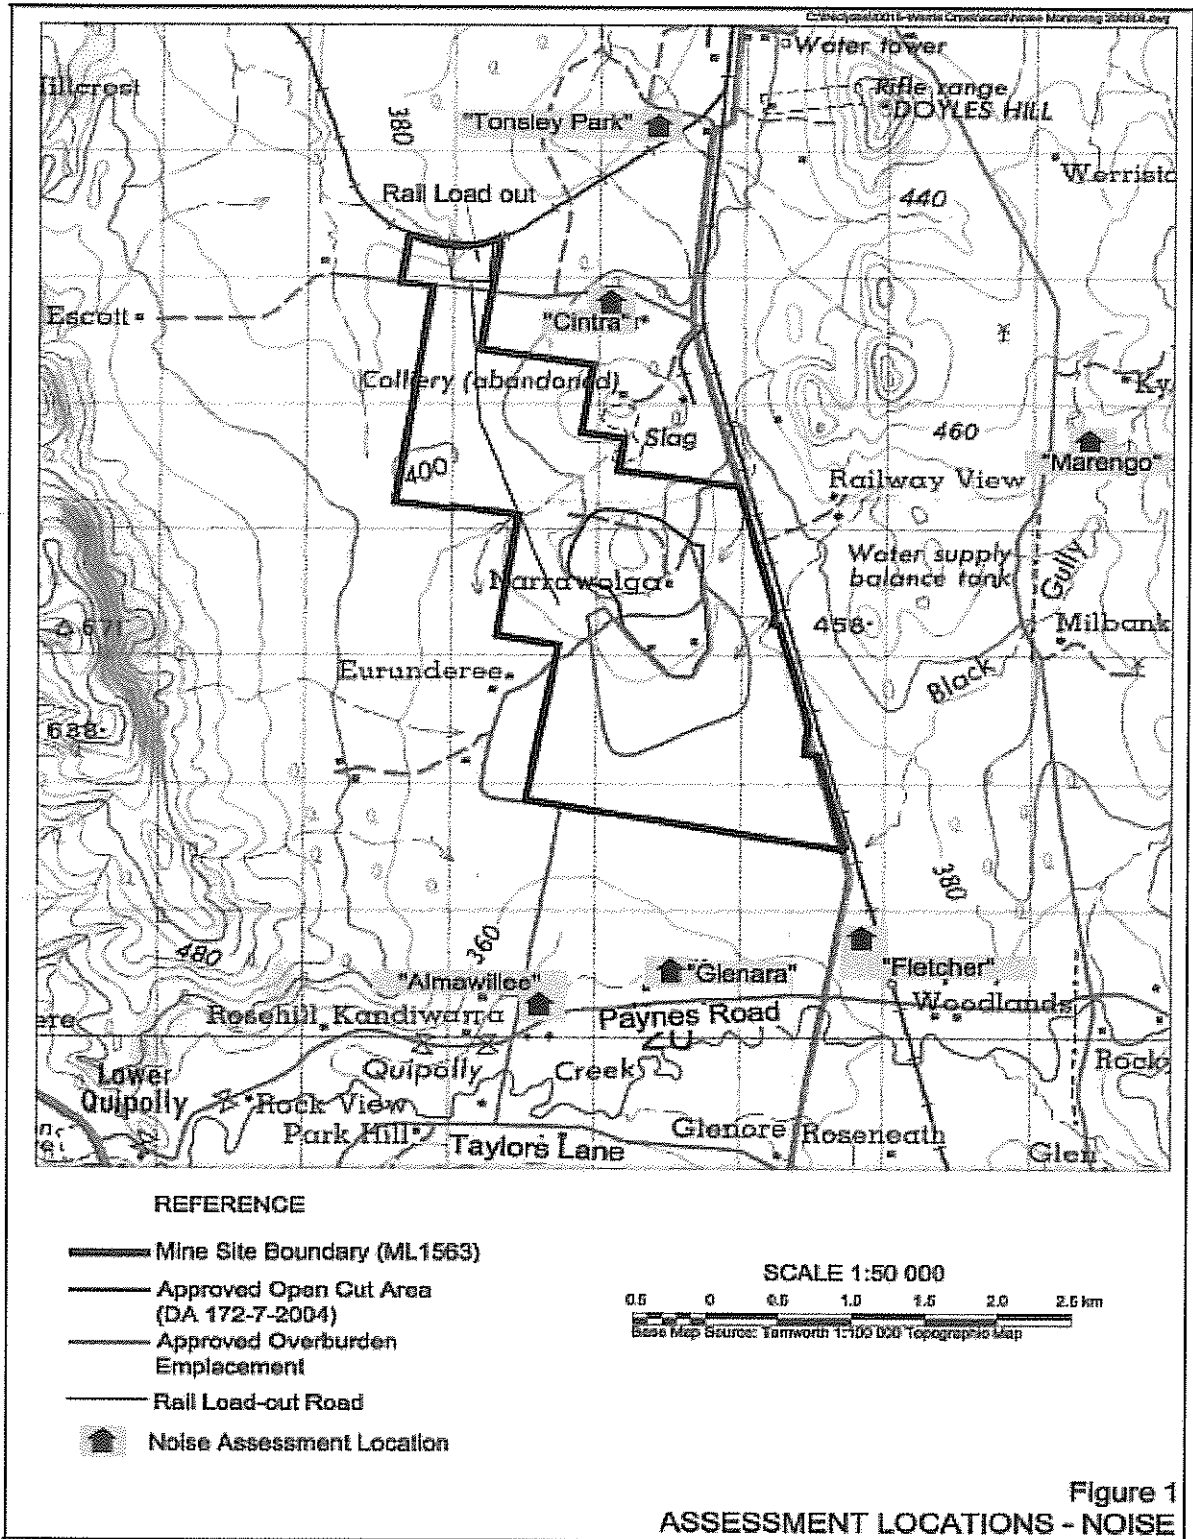 Water tower
Hillcrest
Rifle range
DOYLES HILL
380
"Tonsley Park"
Rail Load out
440
Escott
"Cintra"
Colliery (abandoned)
Slag
460
"Marengo"
400
Railway View
Narrawolga
Water supply
balance tank
Gully
458
Milbank
Eurunderee
Black
671
688
380
480
360
"Almawillee"
"Glenara"
"Fletcher"
Woodlands
Rosehill Kandiwarra
Paynes Road
Quipolly Creek
Lower
Quipolly
Rock View
Park Hill
Taylors Lane
Glenore
Roseneath
Glen
REFERENCE
Mine Site Boundary (ML1563)
Approved Open Cut Area
(DA 172-7-2004)
Approved Overburden
Emplacement
Rail Load-out Road
Noise Assessment Location
SCALE 1:50 000
0.5 0 0.5 1.0 1.5 2.0 2.5 km
Base Map Source: Tamworth 1:100 000 Topographic Map
Figure 1
ASSESSMENT LOCATIONS - NOISE